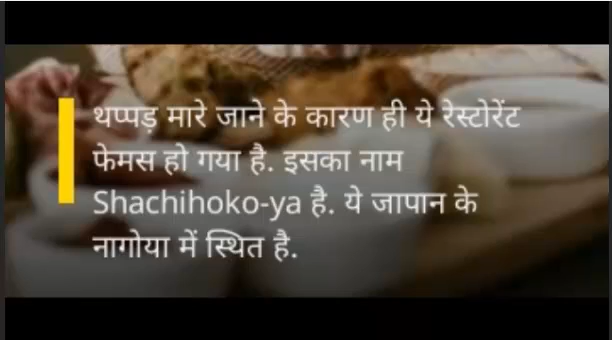 थप्पड़ मारे जाने के कारण ही ये रेस्टोरेंट
फेमस हो गया है. इसका नाम
Shachihoko-ya है. ये जापान के
नागोया में स्थित है.